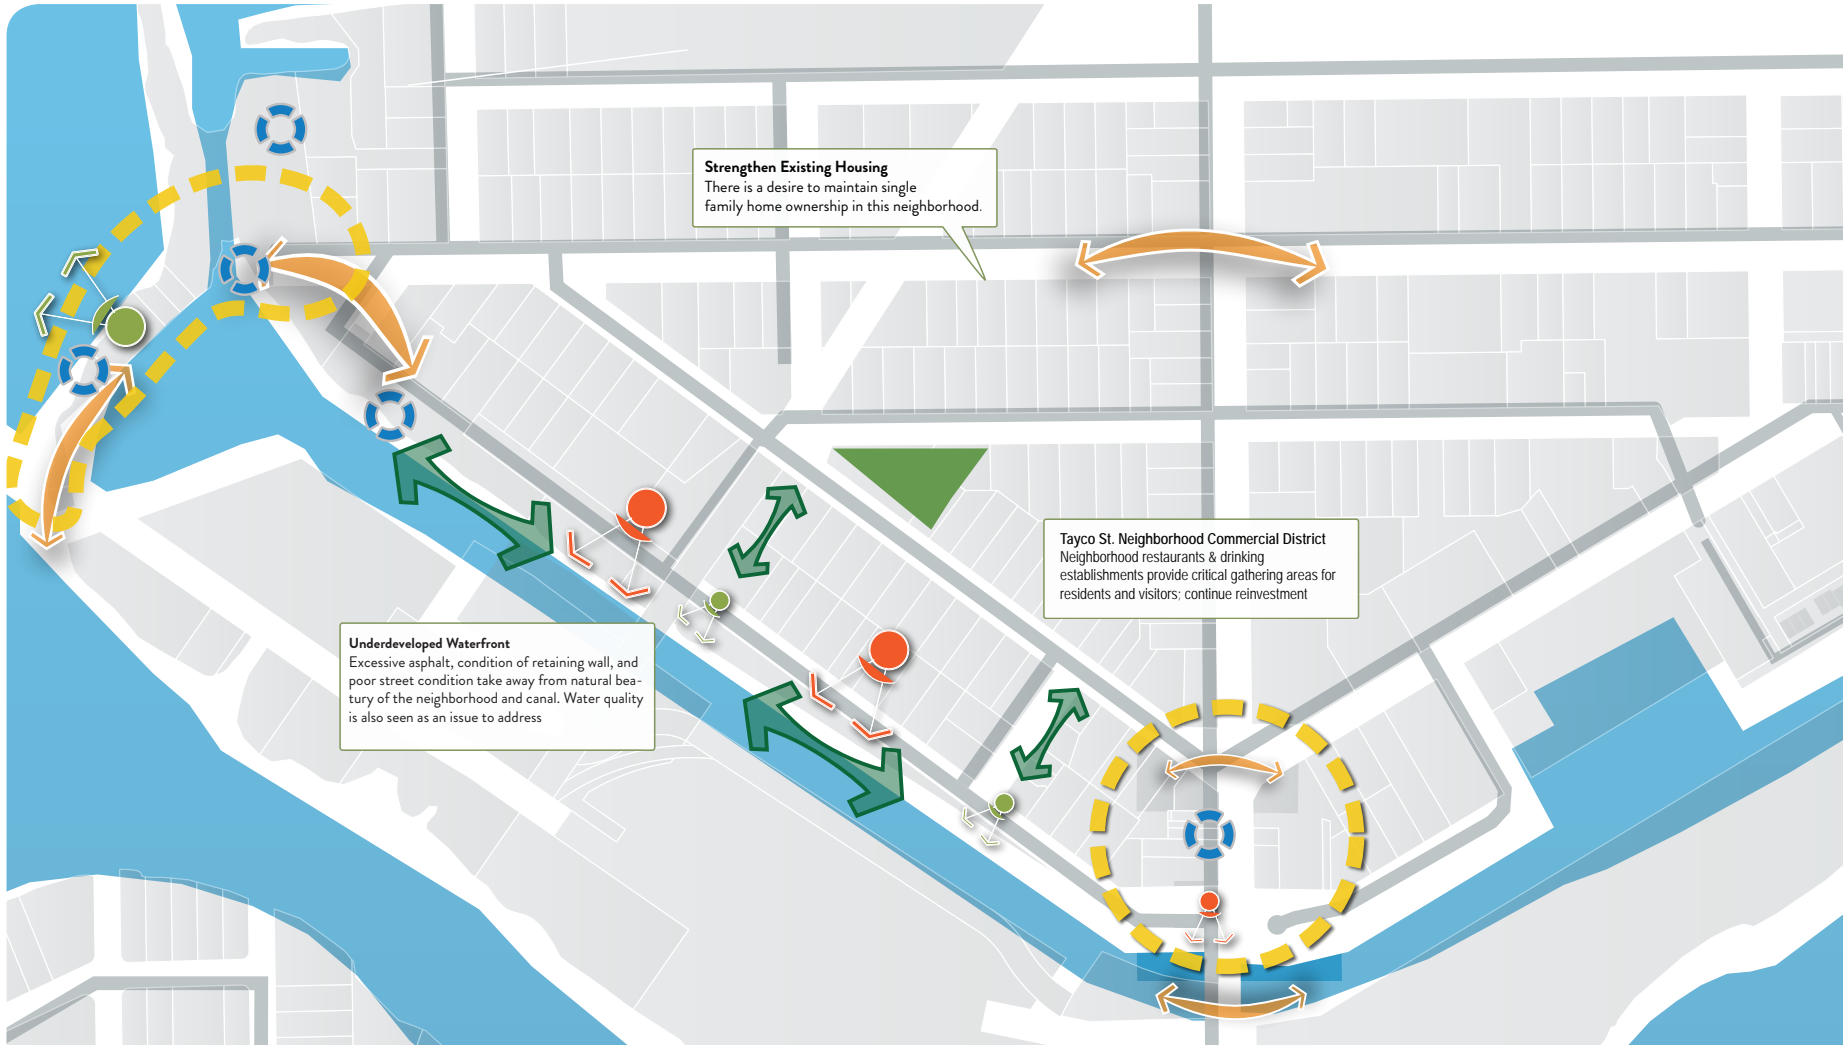 Strengthen Existing Housing
There is a desire to maintain single
family home ownership in this neighborhood.
Tayco St. Neighborhood Commercial District
Neighborhood restaurants & drinking
establishments provide critical gathering areas for
residents and visitors; continue reinvestment
Underdeveloped Waterfront
Excessive asphalt, condition of retaining wall, and
poor street condition take away from natural bea-
tury of the neighborhood and canal. Water quality
is also seen as an issue to address